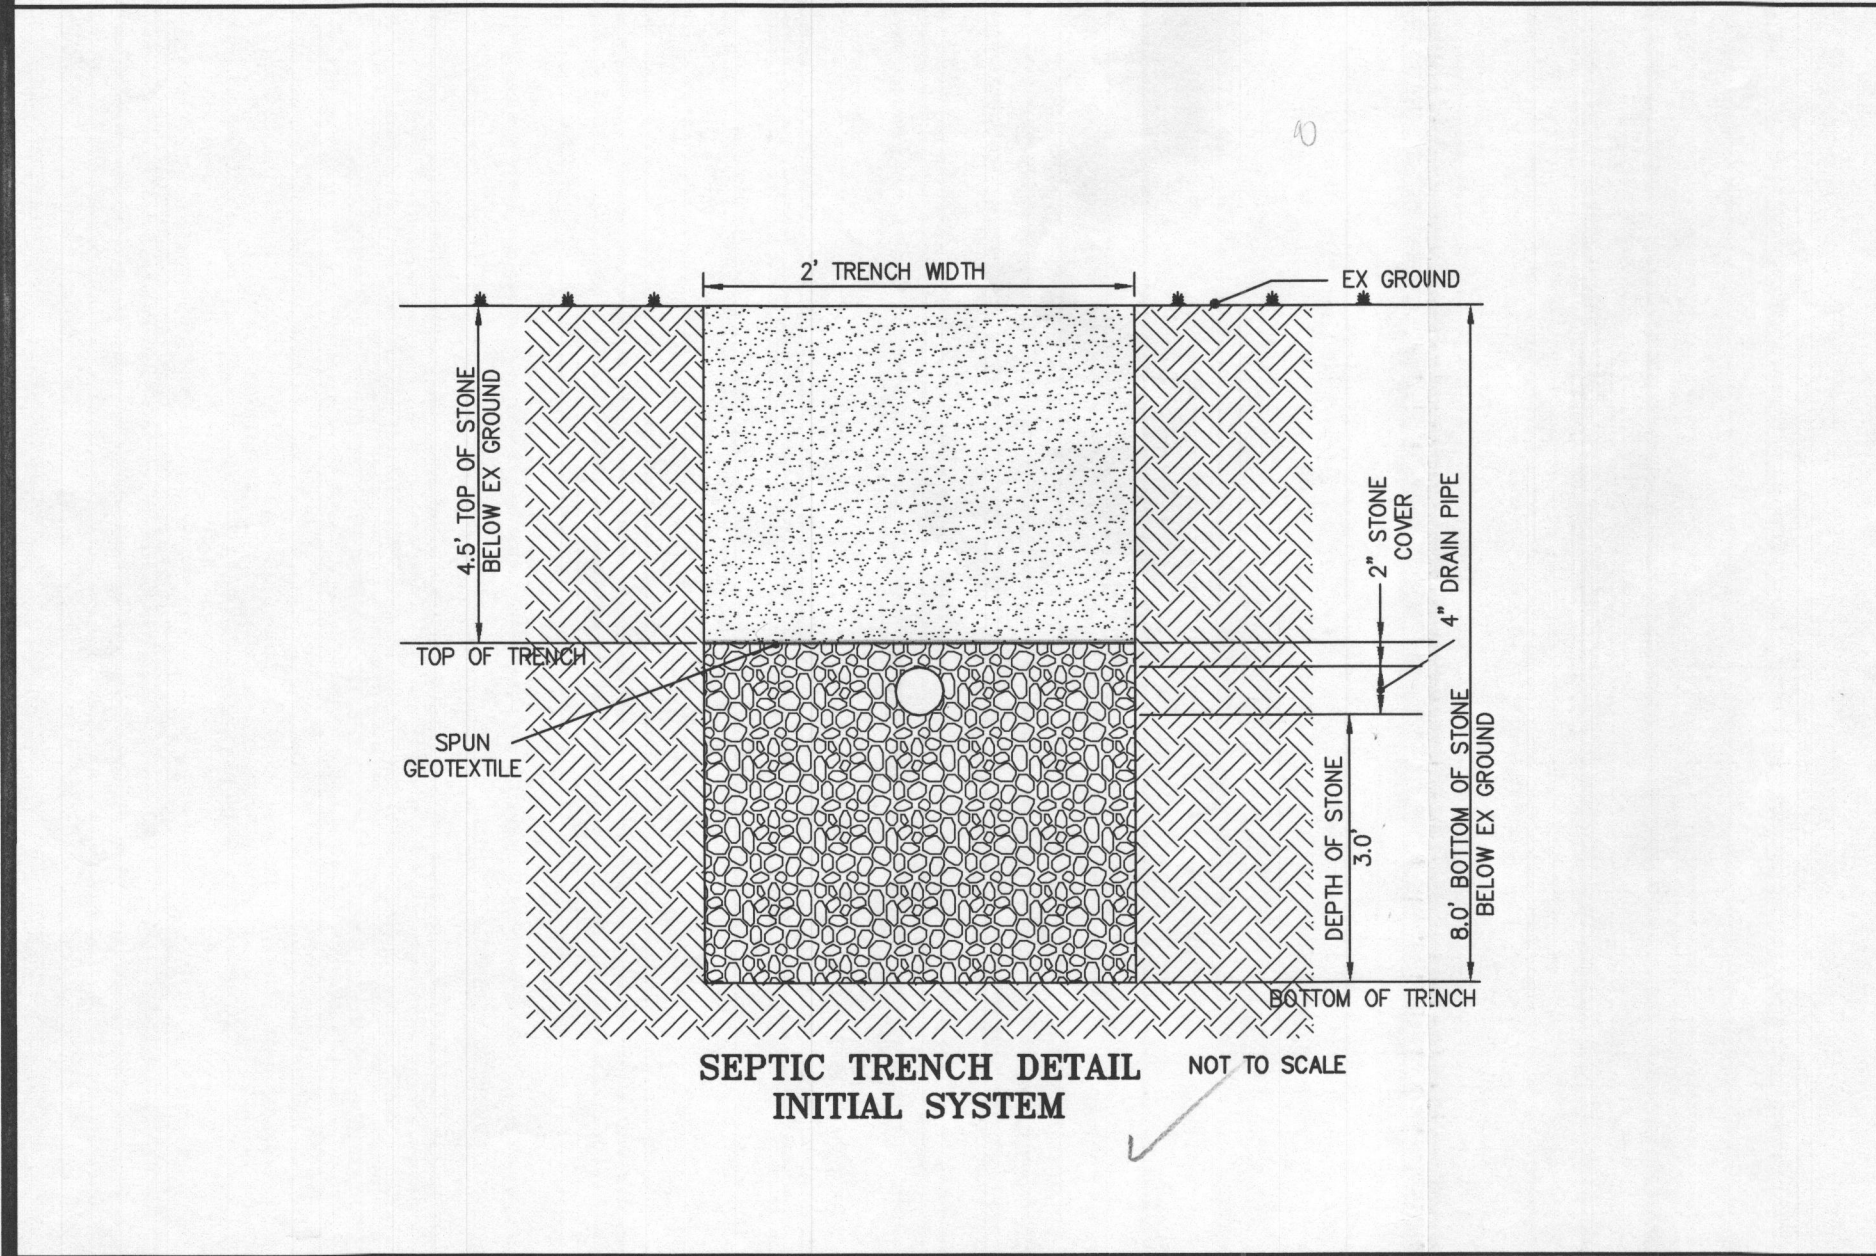 2' TRENCH WIDTH
EX GROUND
4.5' TOP OF STONE
BELOW EX GROUND
2" STONE
COVER
4" DRAIN PIPE
TOP OF TRENCH
SPUN
GEOTEXTILE
DEPTH OF STONE
3.0'
8.0' BOTTOM OF STONE
BELOW EX GROUND
BOTTOM OF TRENCH
SEPTIC TRENCH DETAIL
INITIAL SYSTEM
NOT TO SCALE